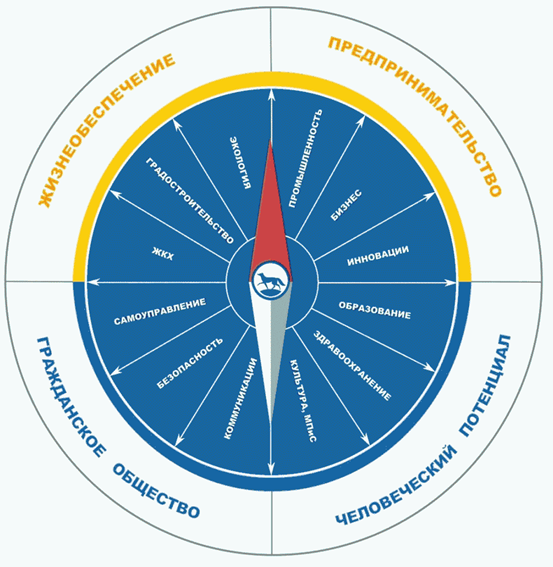 ЖИЗНЕОБЕСПЕЧЕНИЕ
ПРЕДПРИНИМАТЕЛЬСТВО
ЭКОЛОГИЯ
ПРОМЫШЛЕННОСТЬ
ГРАДОСТРОИТЕЛЬСТВО
БИЗНЕС
ЖКХ
ИННОВАЦИИ
САМОУПРАВЛЕНИЕ
ОБРАЗОВАНИЕ
БЕЗОПАСНОСТЬ
ЗДРАВООХРАНЕНИЕ
КОММУНИКАЦИИ
КУЛЬТУРА, МПиС
ГРАЖДАНСКОЕ ОБЩЕСТВО
ЧЕЛОВЕЧЕСКИЙ ПОТЕНЦИАЛ